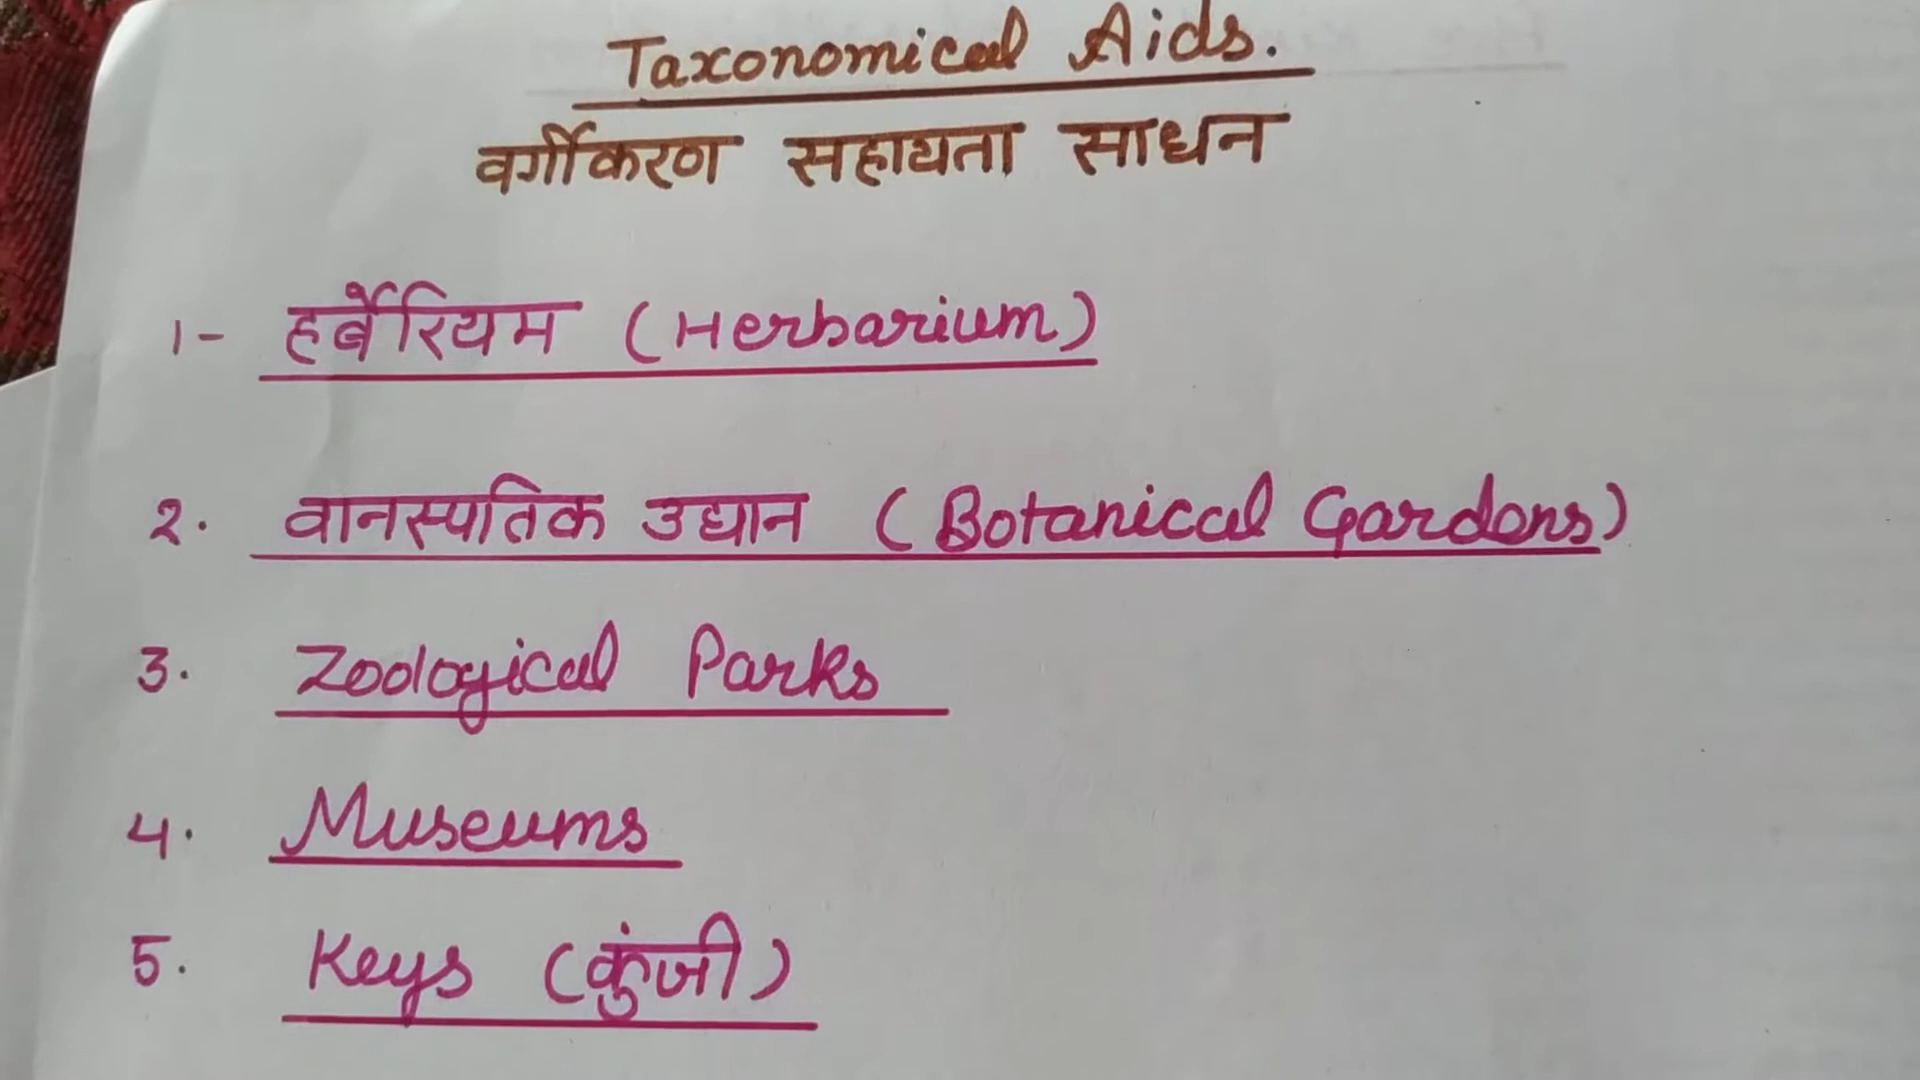 Taxonomical Aids.
वर्गीकरण सहायता साधन
1- हर्बेरियम (Herbarium)
2. वानस्पतिक उद्यान (Botanical Gardens)
3. Zoological Parks
4. Museums
5. Keys (कुंजी)